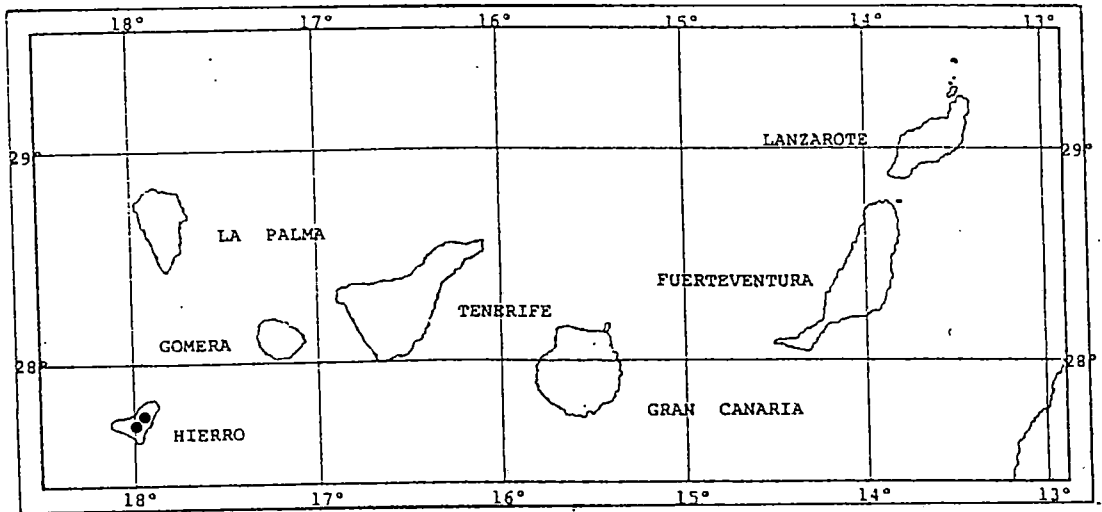 18° 17° 16° 15° 14° 13°
LANZAROTE
29° 29°
LA PALMA
FUERTEVENTURA
TENERIFE
GOMERA
28° 28°
GRAN CANARIA
HIERRO
18° 17° 16° 15° 14° 13°